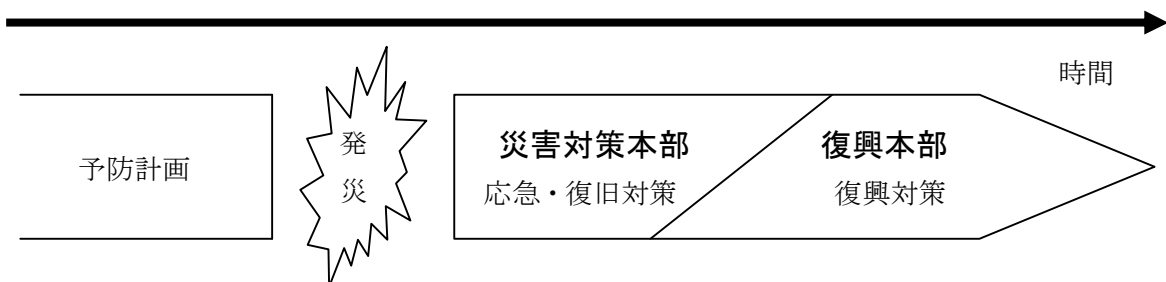 時間
予防計画
発
災
災害対策本部
応急・復旧対策
復興本部
復興対策